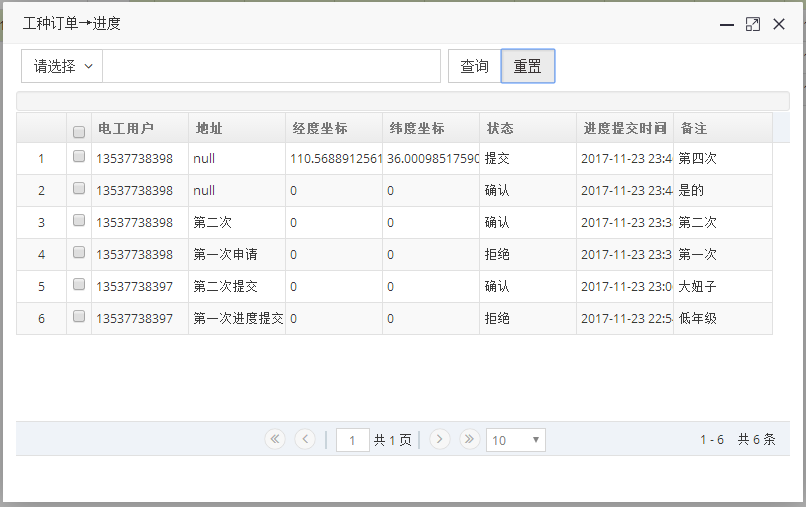 工种订单→进度
请选择 查询 重置
电工用户 地址 经度坐标 纬度坐标 状态 进度提交时间 备注
1 13537738398 null 110.5688912561 36.00098517590 提交 2017-11-23 23:4 第四次
2 13537738398 null 0 0 确认 2017-11-23 23:4 是的
3 13537738398 第二次 0 0 确认 2017-11-23 23:3 第二次
4 13537738398 第一次申请 0 0 拒绝 2017-11-23 23:3 第一次
5 13537738397 第二次提交 0 0 确认 2017-11-23 23:0 大妞子
6 13537738397 第一次进度提交 0 0 拒绝 2017-11-23 22:5 低年级
1 共 1 页 10 1 - 6 共 6 条